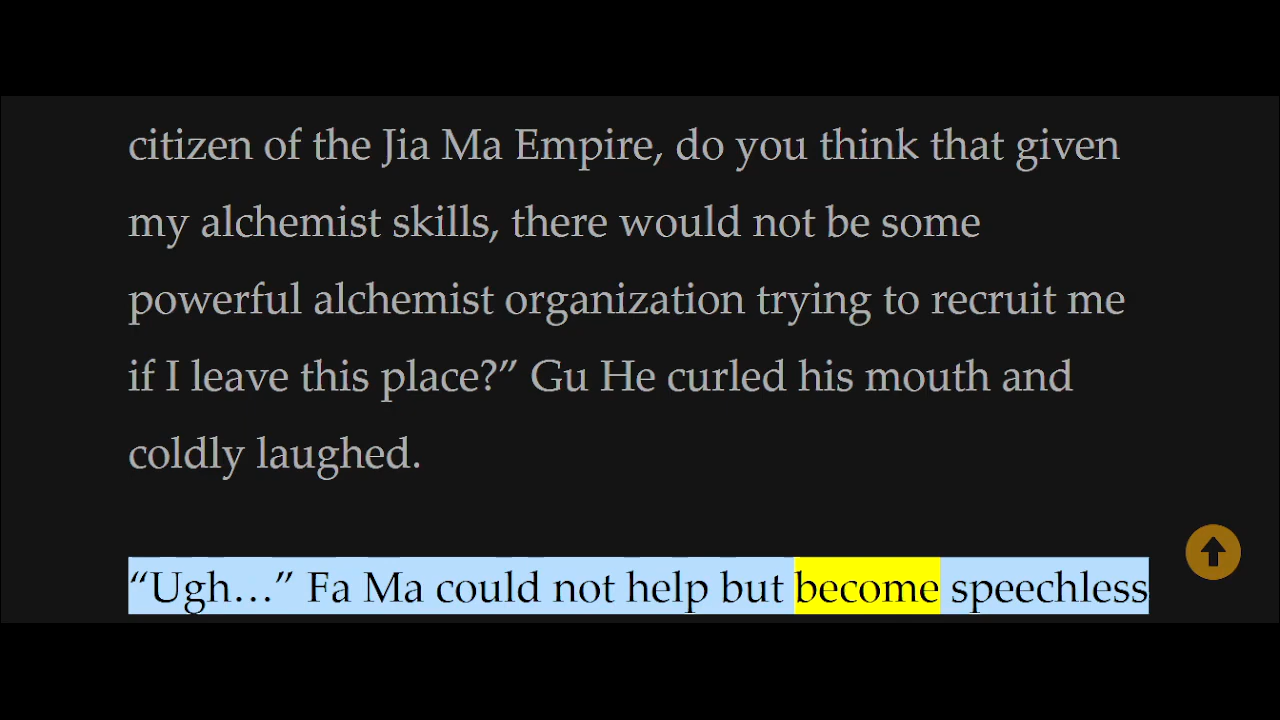 citizen of the Jia Ma Empire, do you think that given
my alchemist skills, there would not be some
powerful alchemist organization trying to recruit me
if I leave this place?” Gu He curled his mouth and
coldly laughed.
“Ugh…” Fa Ma could not help but become speechless